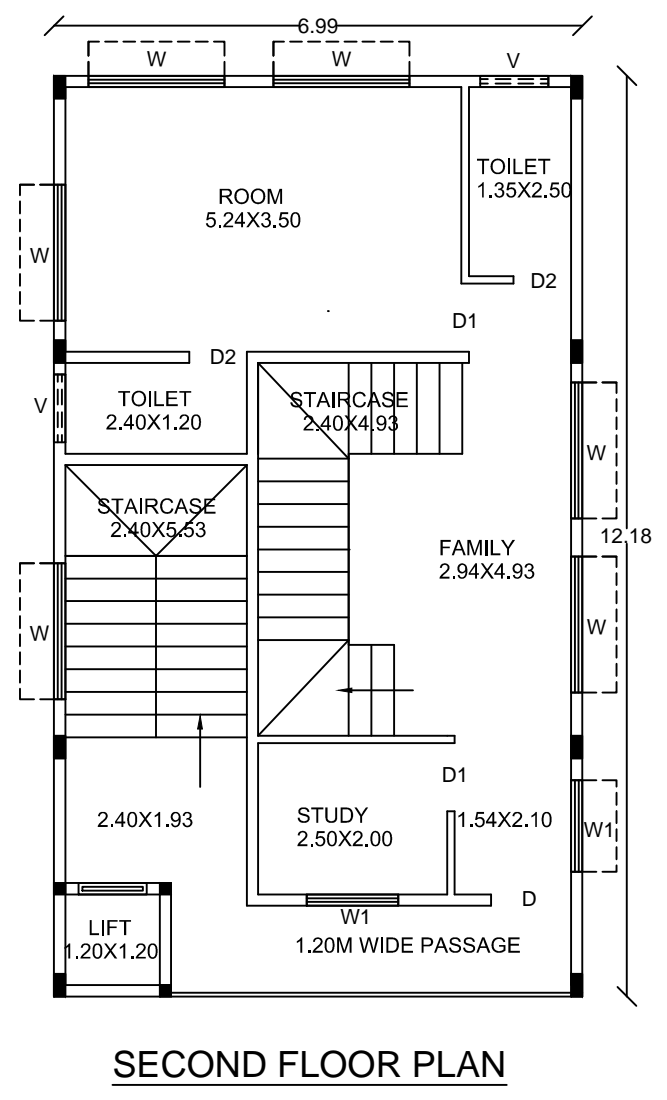 6.99
W
W
V
TOILET
1.35X2.50
ROOM
5.24X3.50
W
D2
D1
D2
V
TOILET
2.40X1.20
STAIRCASE
2.40X4.93
W
STAIRCASE
2.40X5.53
12.18
FAMILY
2.94X4.93
W
W
D1
2.40X1.93
STUDY
2.50X2.00
1.54X2.10
W1
D
W1
LIFT
1.20X1.20
1.20M WIDE PASSAGE
SECOND FLOOR PLAN